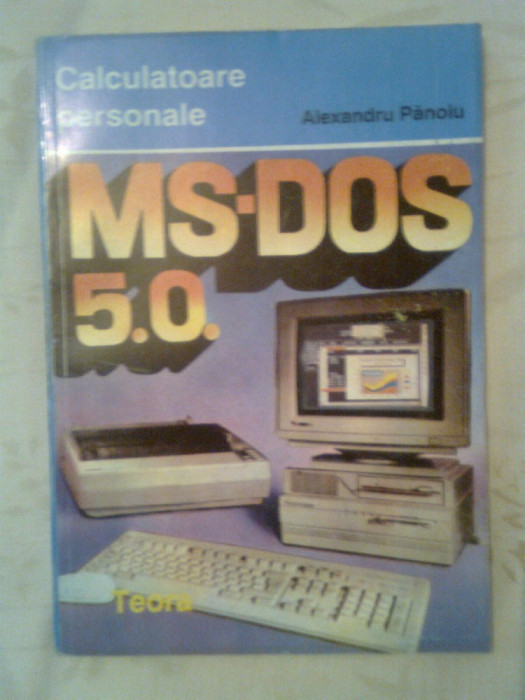 Calculatoare
personale
Alexandru Pănoiu
MS-DOS
5.0.
Teora